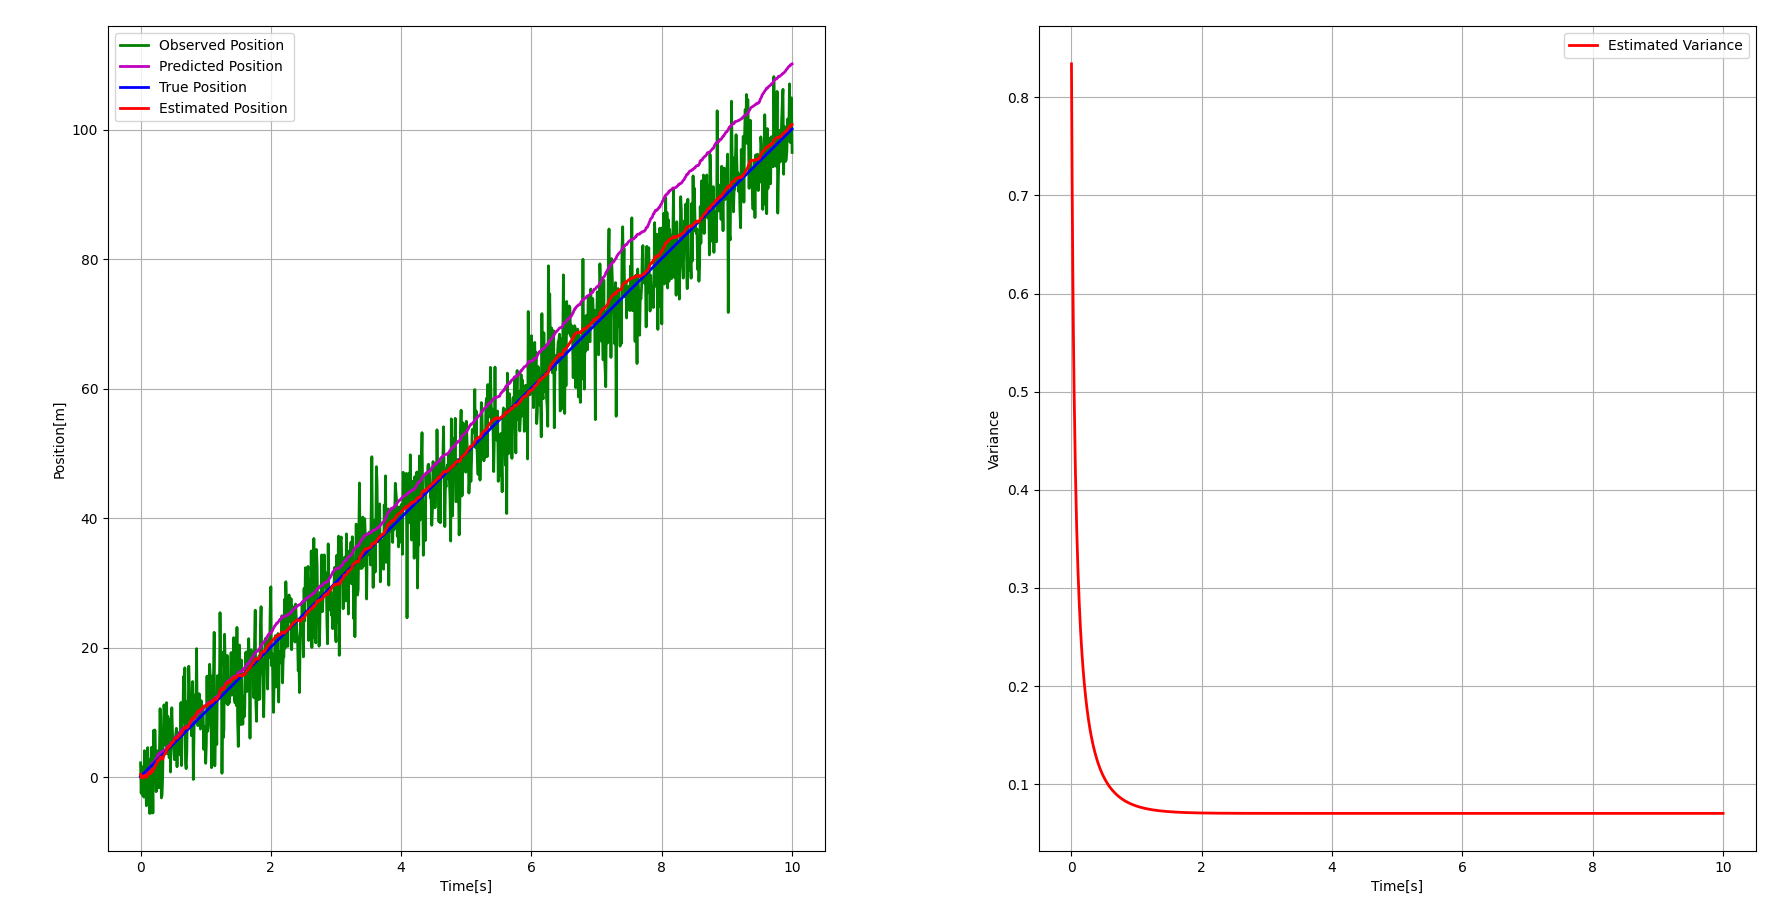 Observed Position
Predicted Position
True Position
Estimated Position
Position[m]
100
80
60
40
20
0
0 2 4 6 8 10
Time[s]
Estimated Variance
Variance
0.8
0.7
0.6
0.5
0.4
0.3
0.2
0.1
0 2 4 6 8 10
Time[s]